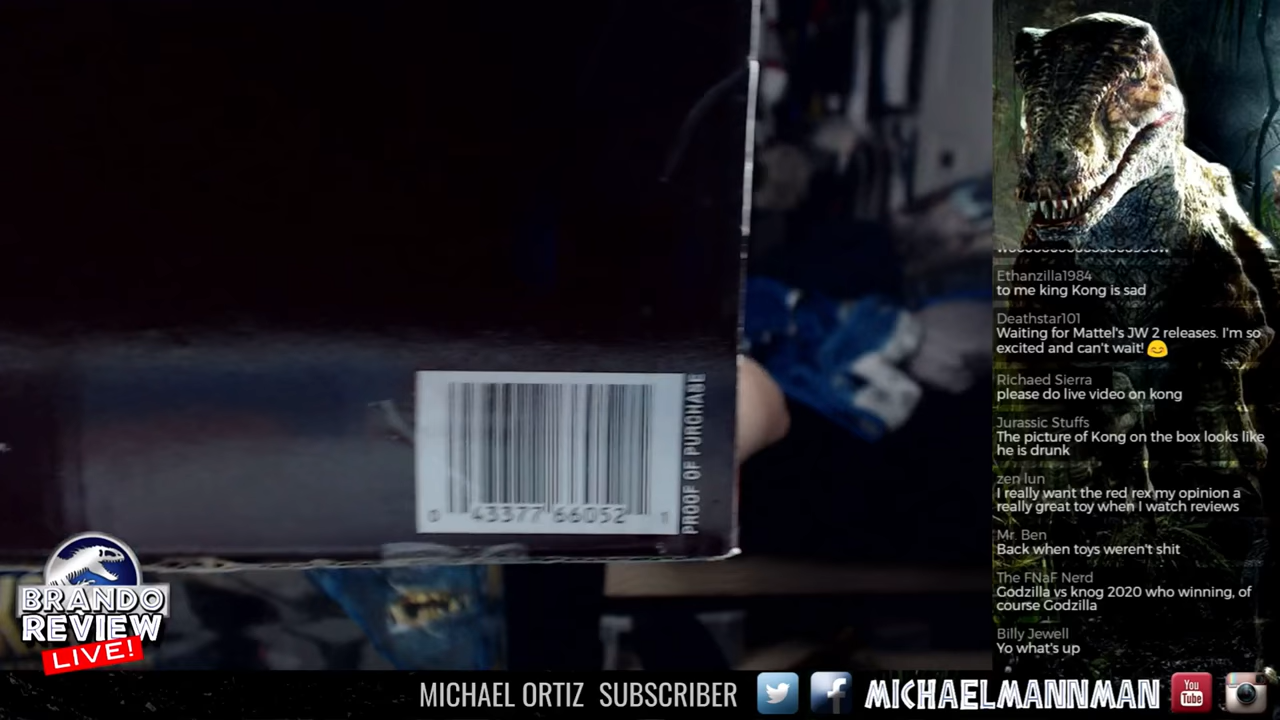 0 43377 66052 1
PROOF OF PURCHASE
Ethanzilla1984
to me king Kong is sad
Deathstar101
Waiting for Mattel's JW 2 releases. I'm so
excited and can't wait! 😊
Richaed Sierra
please do live video on kong
Jurassic Stuffs
The picture of Kong on the box looks like
he is drunk
zen lun
I really want the red rex my opinion a
really great toy when I watch reviews
Mr. Ben
Back when toys weren't shit
The FNaF Nerd
Godzilla vs knog 2020 who winning, of
course Godzilla
Billy Jewell
Yo what's up
BRANDO
REVIEW
LIVE!
MICHAEL ORTIZ SUBSCRIBER
MICHAELMANNMAN
You
Tube